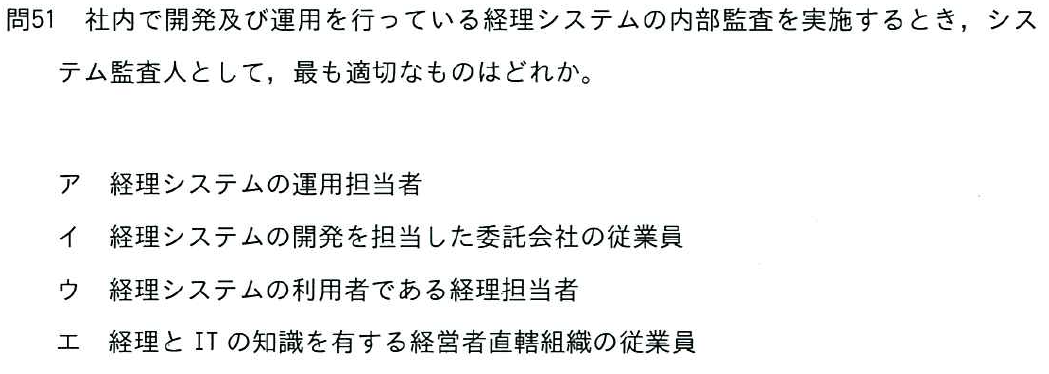 問51 社内で開発及び運用を行っている経理システムの内部監査を実施するとき，シス
テム監査人として，最も適切なものはどれか。
ア 経理システムの運用担当者
イ 経理システムの開発を担当した委託会社の従業員
ウ 経理システムの利用者である経理担当者
エ 経理と IT の知識を有する経営者直轄組織の従業員